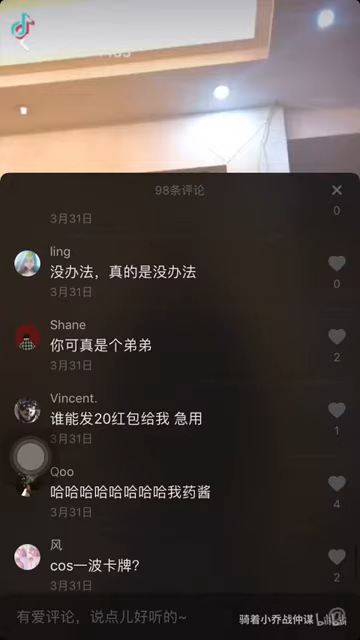 98条评论
0
3月31日
ling
没办法，真的是没办法
3月31日
0
Shane
你可真是个弟弟
3月31日
2
Vincent.
谁能发20红包给我 急用
3月31日
1
Qoo
哈哈哈哈哈哈哈哈我药酱
3月31日
4
风
cos一波卡牌?
3月31日
2
有爱评论，说点儿好听的~
骑着小乔战仲谋